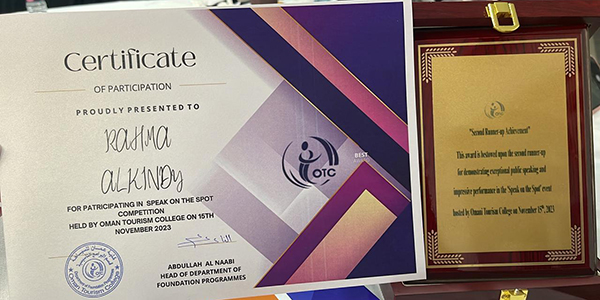 Certificate
OF PARTICIPATION
PROUDLY PRESENTED TO
RAHMA
ALKINDY
FOR PATRICIPATING IN SPEAK ON THE SPOT
COMPETITION
HELD BY OMAN TOURISM COLLEGE ON 15TH
NOVEMBER 2023
ABDULLAH AL NAABI
HEAD OF DEPARTMENT OF
FOUNDATION PROGRAMMES
Oman Tourism College
OTC
BEST
"Second Runner-up Achievement"
This award is bestowed upon the second runner-up
for demonstrating exceptional public speaking and
impressive performance in the 'Speak on the Spot' event
hosted by Omani Tourism College on November 15th, 2023